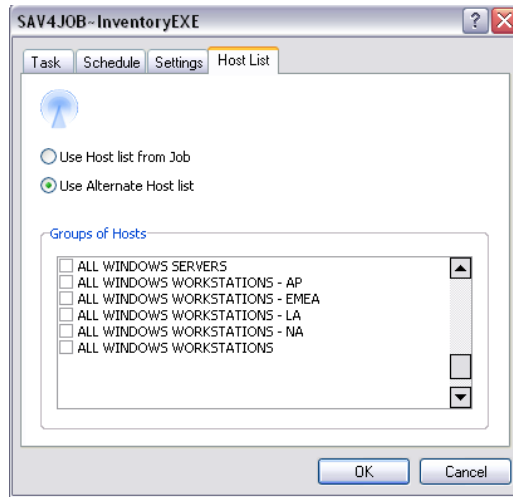 SAV4JOB~InventoryEXE
Task Schedule Settings Host List
Use Host list from Job
Use Alternate Host list
Groups of Hosts
ALL WINDOWS SERVERS
ALL WINDOWS WORKSTATIONS - AP
ALL WINDOWS WORKSTATIONS - EMEA
ALL WINDOWS WORKSTATIONS - LA
ALL WINDOWS WORKSTATIONS - NA
ALL WINDOWS WORKSTATIONS
OK Cancel